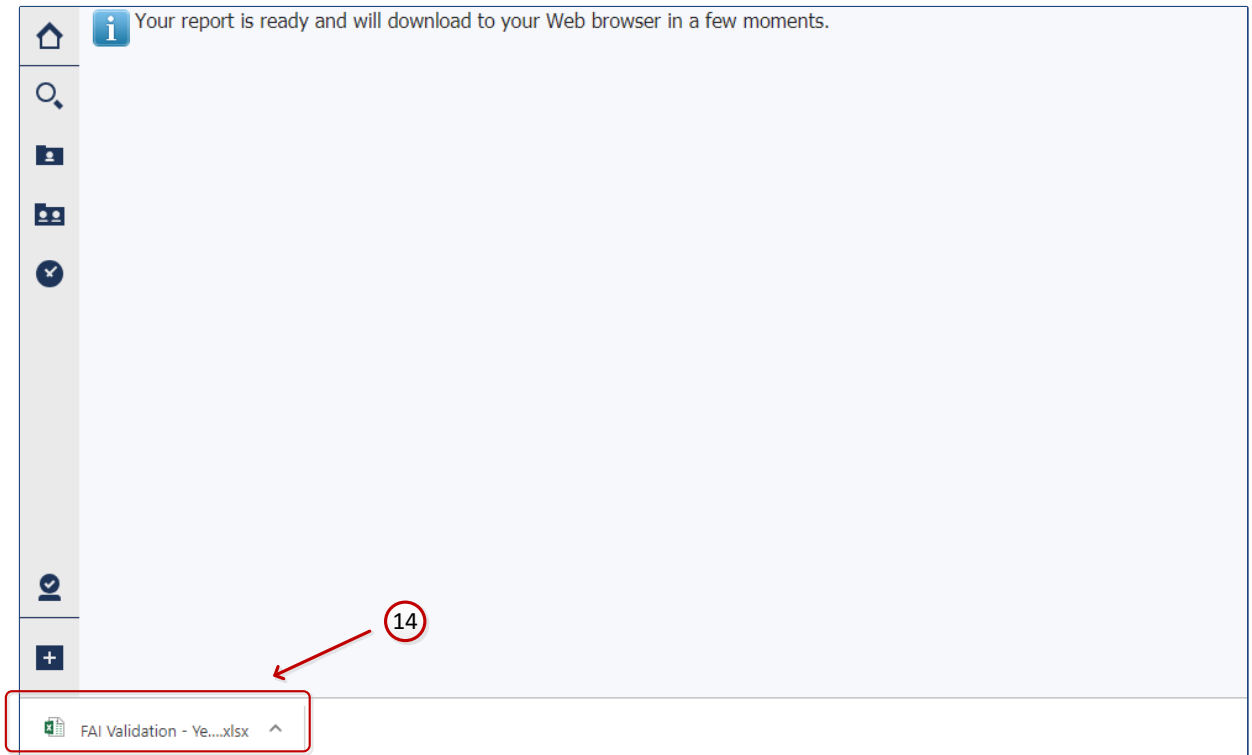 Your report is ready and will download to your Web browser in a few moments.
14
FAI Validation - Ye....xlsx